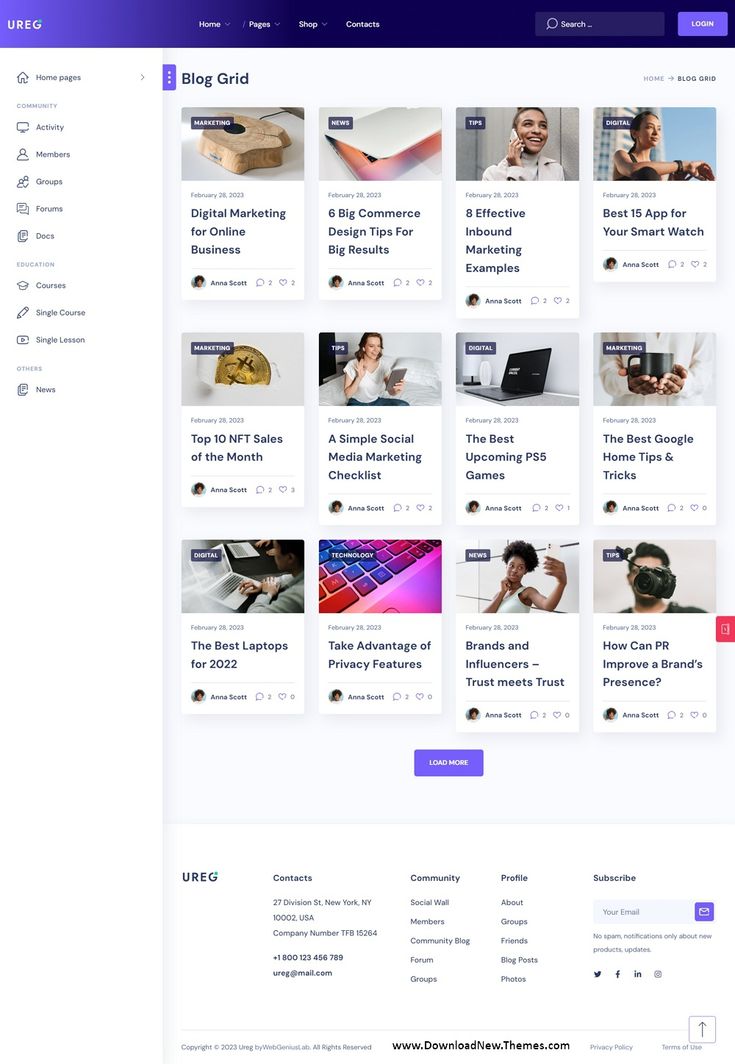 UREG
Home / Pages Shop Contacts
Search ...
LOGIN
Home pages
COMMUNITY
Activity
Members
Groups
Forums
Docs
EDUCATION
Courses
Single Course
Single Lesson
OTHERS
News
Blog Grid
HOME → BLOG GRID
MARKETING
February 28, 2023
Digital Marketing
for Online
Business
Anna Scott 2 2
NEWS
February 28, 2023
6 Big Commerce
Design Tips For
Big Results
Anna Scott 2 2
TIPS
February 28, 2023
8 Effective
Inbound
Marketing
Examples
Anna Scott 2 2
DIGITAL
February 28, 2023
Best 15 App for
Your Smart Watch
Anna Scott 2 2
MARKETING
February 28, 2023
Top 10 NFT Sales
of the Month
Anna Scott 2 3
TIPS
February 28, 2023
A Simple Social
Media Marketing
Checklist
Anna Scott 2 2
DIGITAL
February 28, 2023
The Best
Upcoming PS5
Games
Anna Scott 2 1
MARKETING
February 28, 2023
The Best Google
Home Tips &
Tricks
Anna Scott 2 0
DIGITAL
February 28, 2023
The Best Laptops
for 2022
Anna Scott 2 0
TECHNOLOGY
February 28, 2023
Take Advantage of
Privacy Features
Anna Scott 2 0
NEWS
February 28, 2023
Brands and
Influencers –
Trust meets Trust
Anna Scott 2 0
TIPS
February 28, 2023
How Can PR
Improve a Brand's
Presence?
Anna Scott 2 0
LOAD MORE
UREG
Contacts
27 Division St, New York, NY
10002, USA
Company Number TFB 15264
+1 800 123 456 789
ureg@mail.com
Community
Social Wall
Members
Community Blog
Forum
Groups
Profile
About
Groups
Friends
Blog Posts
Photos
Subscribe
Your Email
No spam, notifications only about new
products, updates.
Copyright © 2023 Ureg byWebGeniusLab. All Rights Reserved
www.DownloadNew.Themes.com
Privacy Policy
Terms of Use